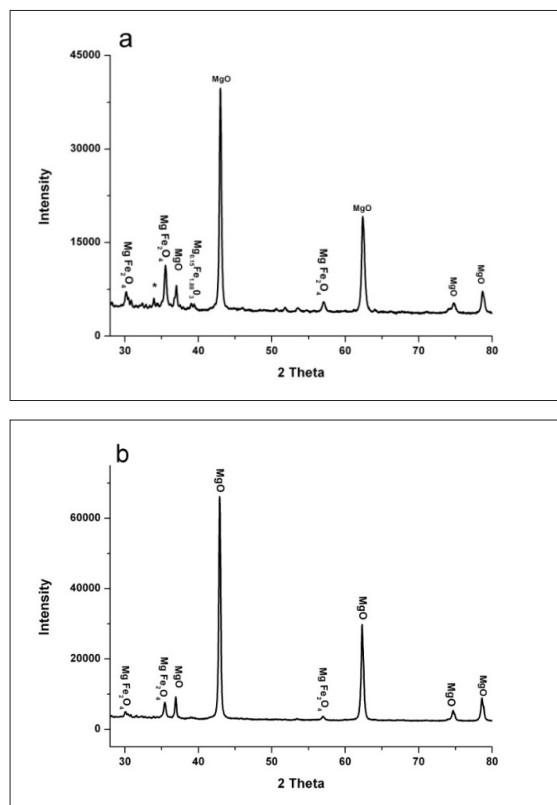 a
45000
30000
15000
0
Intensity
Mg Fe2O4
*
Mg Fe2O4
MgO
Mg0.15Fe1.88O3
MgO
Mg Fe2O4
MgO
MgO
MgO
30
40
50
60
70
80
2 Theta
b
60000
40000
20000
0
Intensity
Mg Fe2O4
Mg Fe2O4
MgO
MgO
Mg Fe2O4
MgO
MgO
MgO
30
40
50
60
70
80
2 Theta